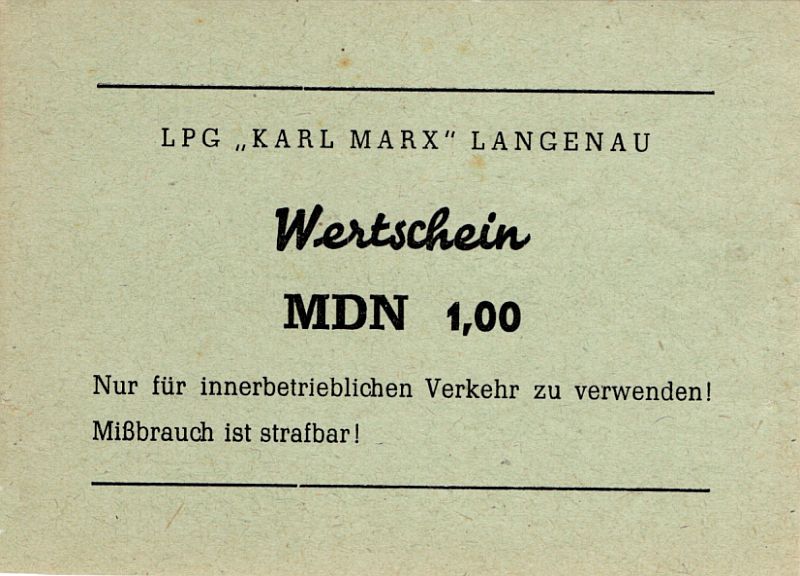 LPG „KARL MARX" LANGENAU
Wertschein
MDN 1,00
Nur für innerbetrieblichen Verkehr zu verwenden!
Mißbrauch ist strafbar!